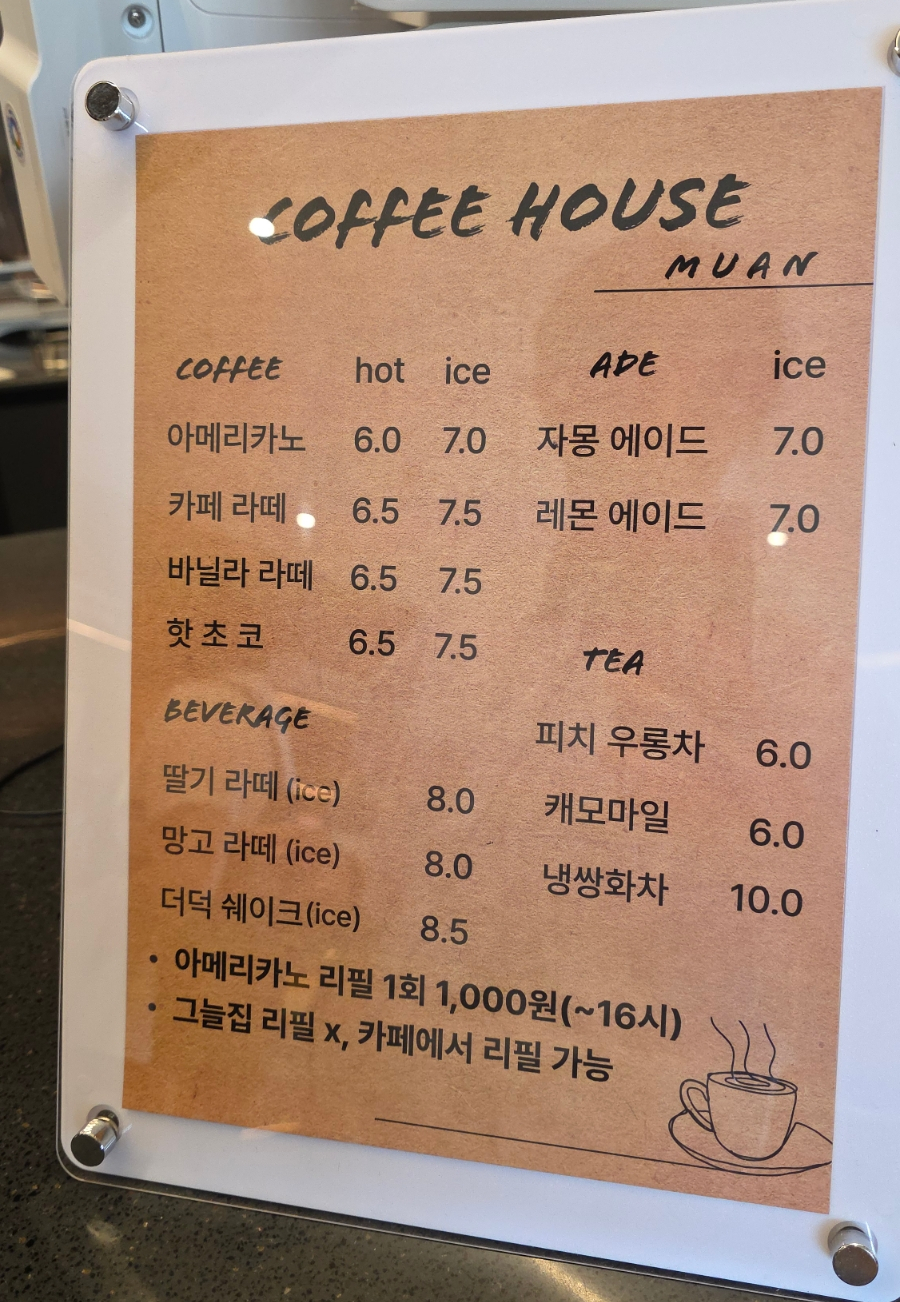 COFFEE HOUSE
MUAN
COFFEE hot ice
아메리카노 6.0 7.0
카페 라떼 6.5 7.5
바닐라 라떼 6.5 7.5
핫 초 코 6.5 7.5
BEVERAGE
딸기 라떼 (ice) 8.0
망고 라떼 (ice) 8.0
더덕 쉐이크(ice) 8.5
ADE ice
자몽 에이드 7.0
레몬 에이드 7.0
TEA
피치 우롱차 6.0
캐모마일 6.0
냉쌍화차 10.0
• 아메리카노 리필 1회 1,000원(~16시)
• 그늘집 리필 x, 카페에서 리필 가능